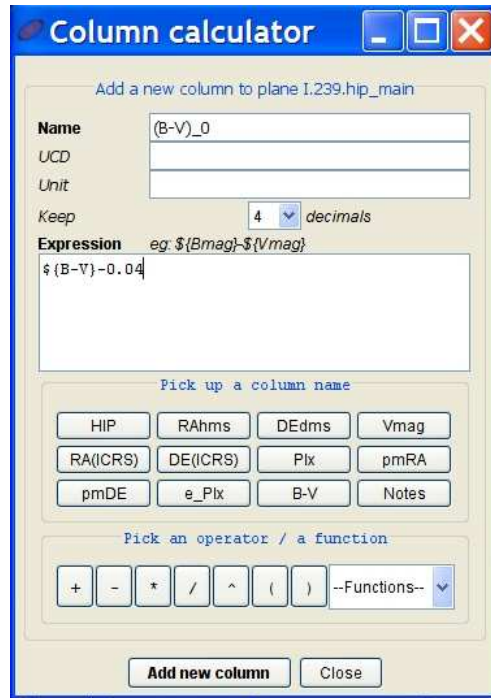 Column calculator
Add a new column to plane I.239.hip_main
Name (B-V)_0
UCD
Unit
Keep 4 decimals
Expression eg: ${Bmag}-${Vmag}
${B-V}-0.04
Pick up a column name
HIP RAhms DEdms Vmag
RA(ICRS) DE(ICRS) Plx pmRA
pmDE e_Plx B-V Notes
Pick an operator / a function
+ - * / ^ ( ) --Functions--
Add new column Close